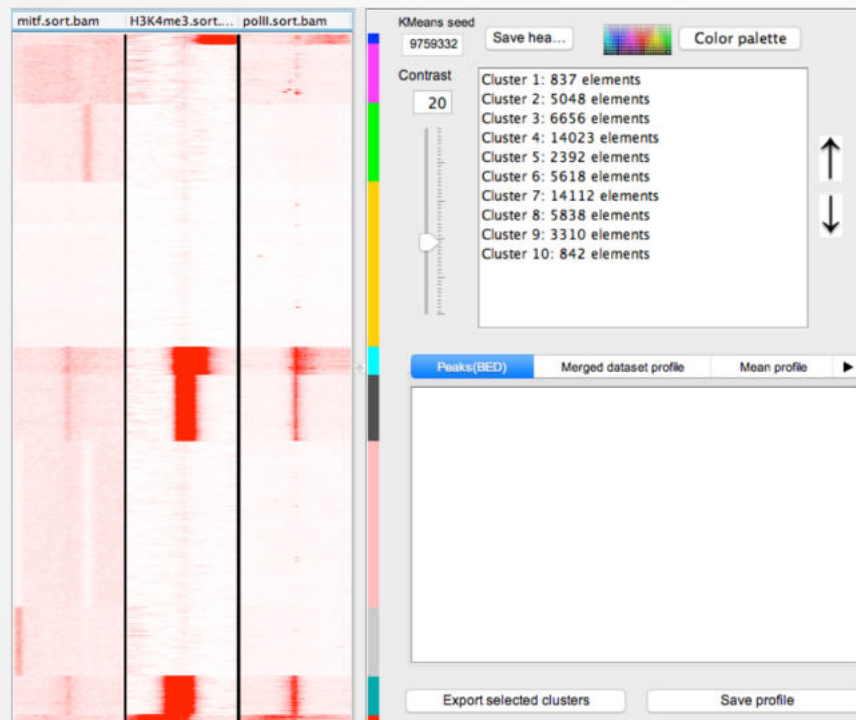 mitf.sort.bam H3K4me3.sort.... polII.sort.bam
KMeans seed
9759332
Save hea...
Color palette
Contrast
20
Cluster 1: 837 elements
Cluster 2: 5048 elements
Cluster 3: 6656 elements
Cluster 4: 14023 elements
Cluster 5: 2392 elements
Cluster 6: 5618 elements
Cluster 7: 14112 elements
Cluster 8: 5838 elements
Cluster 9: 3310 elements
Cluster 10: 842 elements
Peaks(BED) Merged dataset profile Mean profile
Export selected clusters Save profile